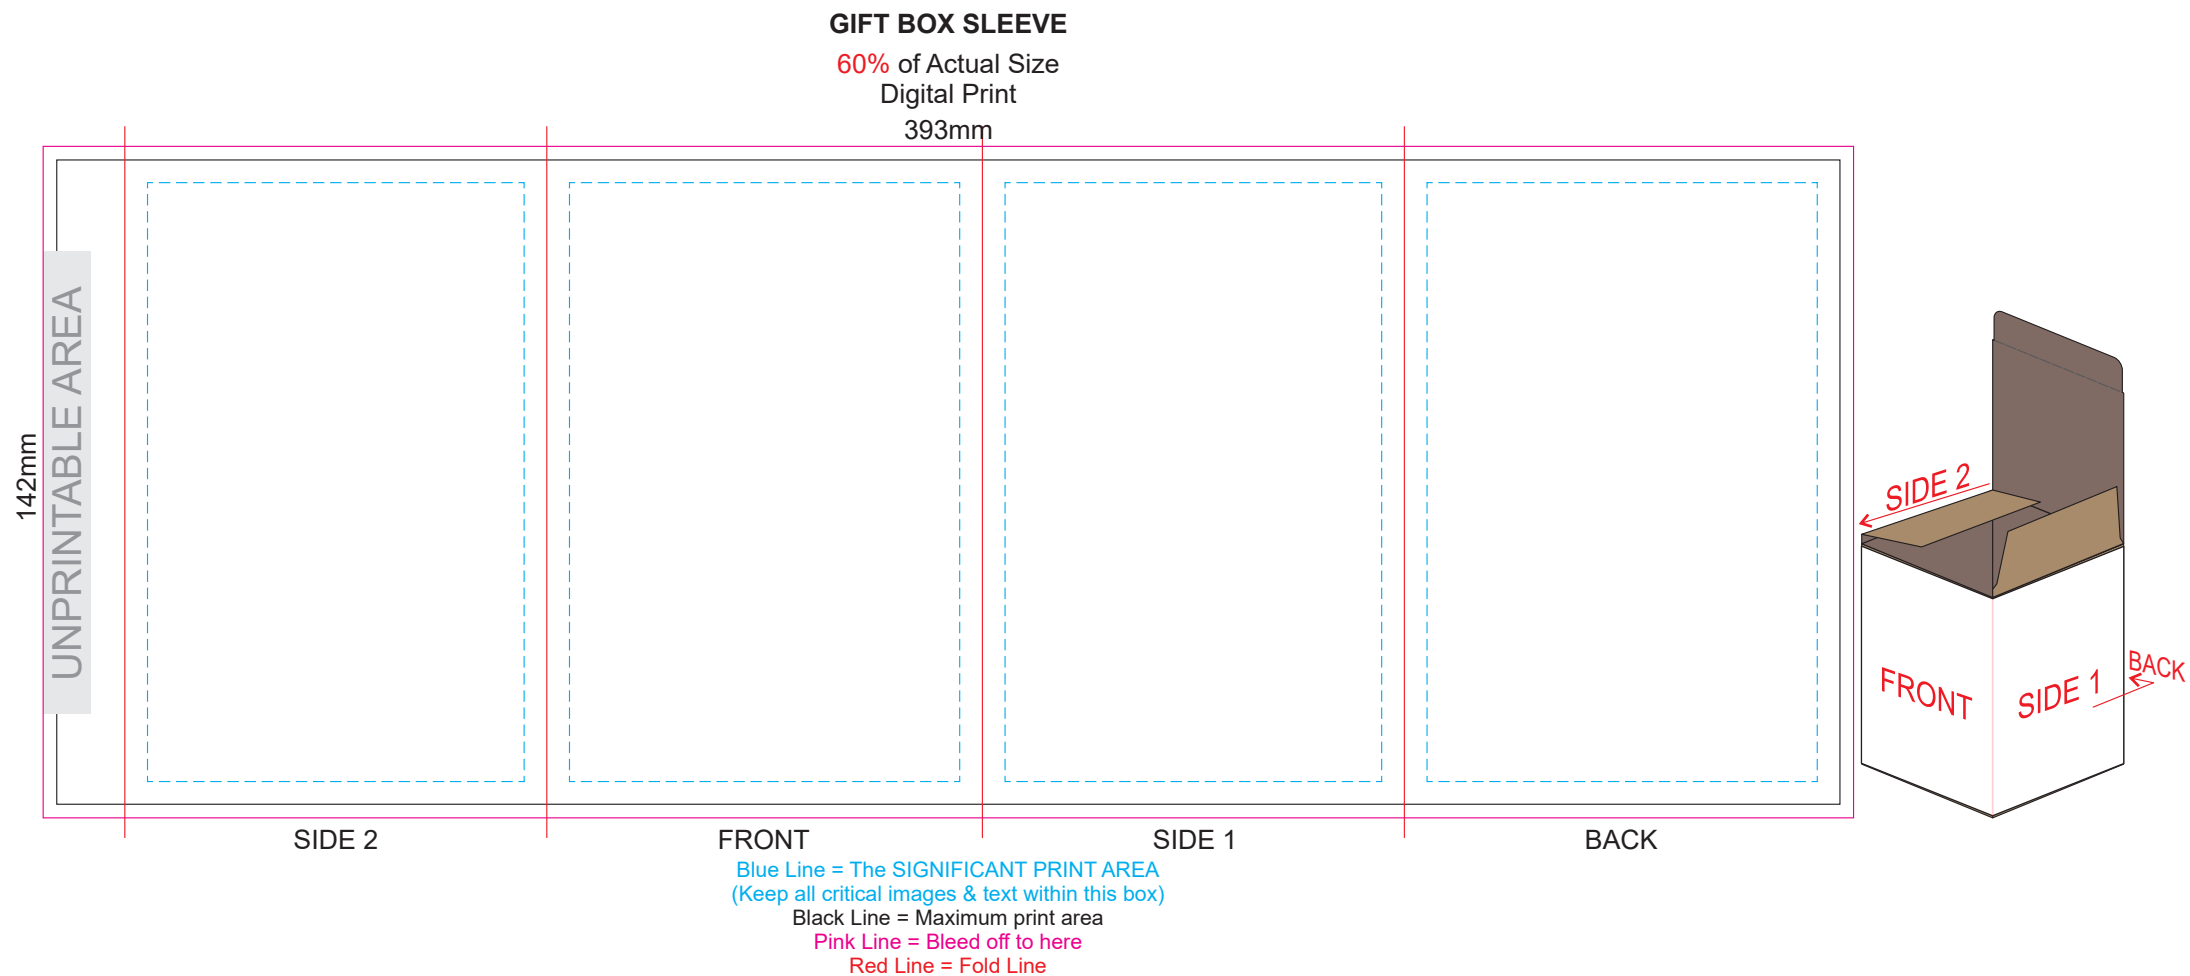 GIFT BOX SLEEVE
60% of Actual Size
Digital Print
393mm
142mm
UNPRINTABLE AREA
SIDE 2
FRONT
SIDE 1
BACK
SIDE 2
FRONT
SIDE 1
BACK
Blue Line = The SIGNIFICANT PRINT AREA
(Keep all critical images & text within this box)
Black Line = Maximum print area
Pink Line = Bleed off to here
Red Line = Fold Line